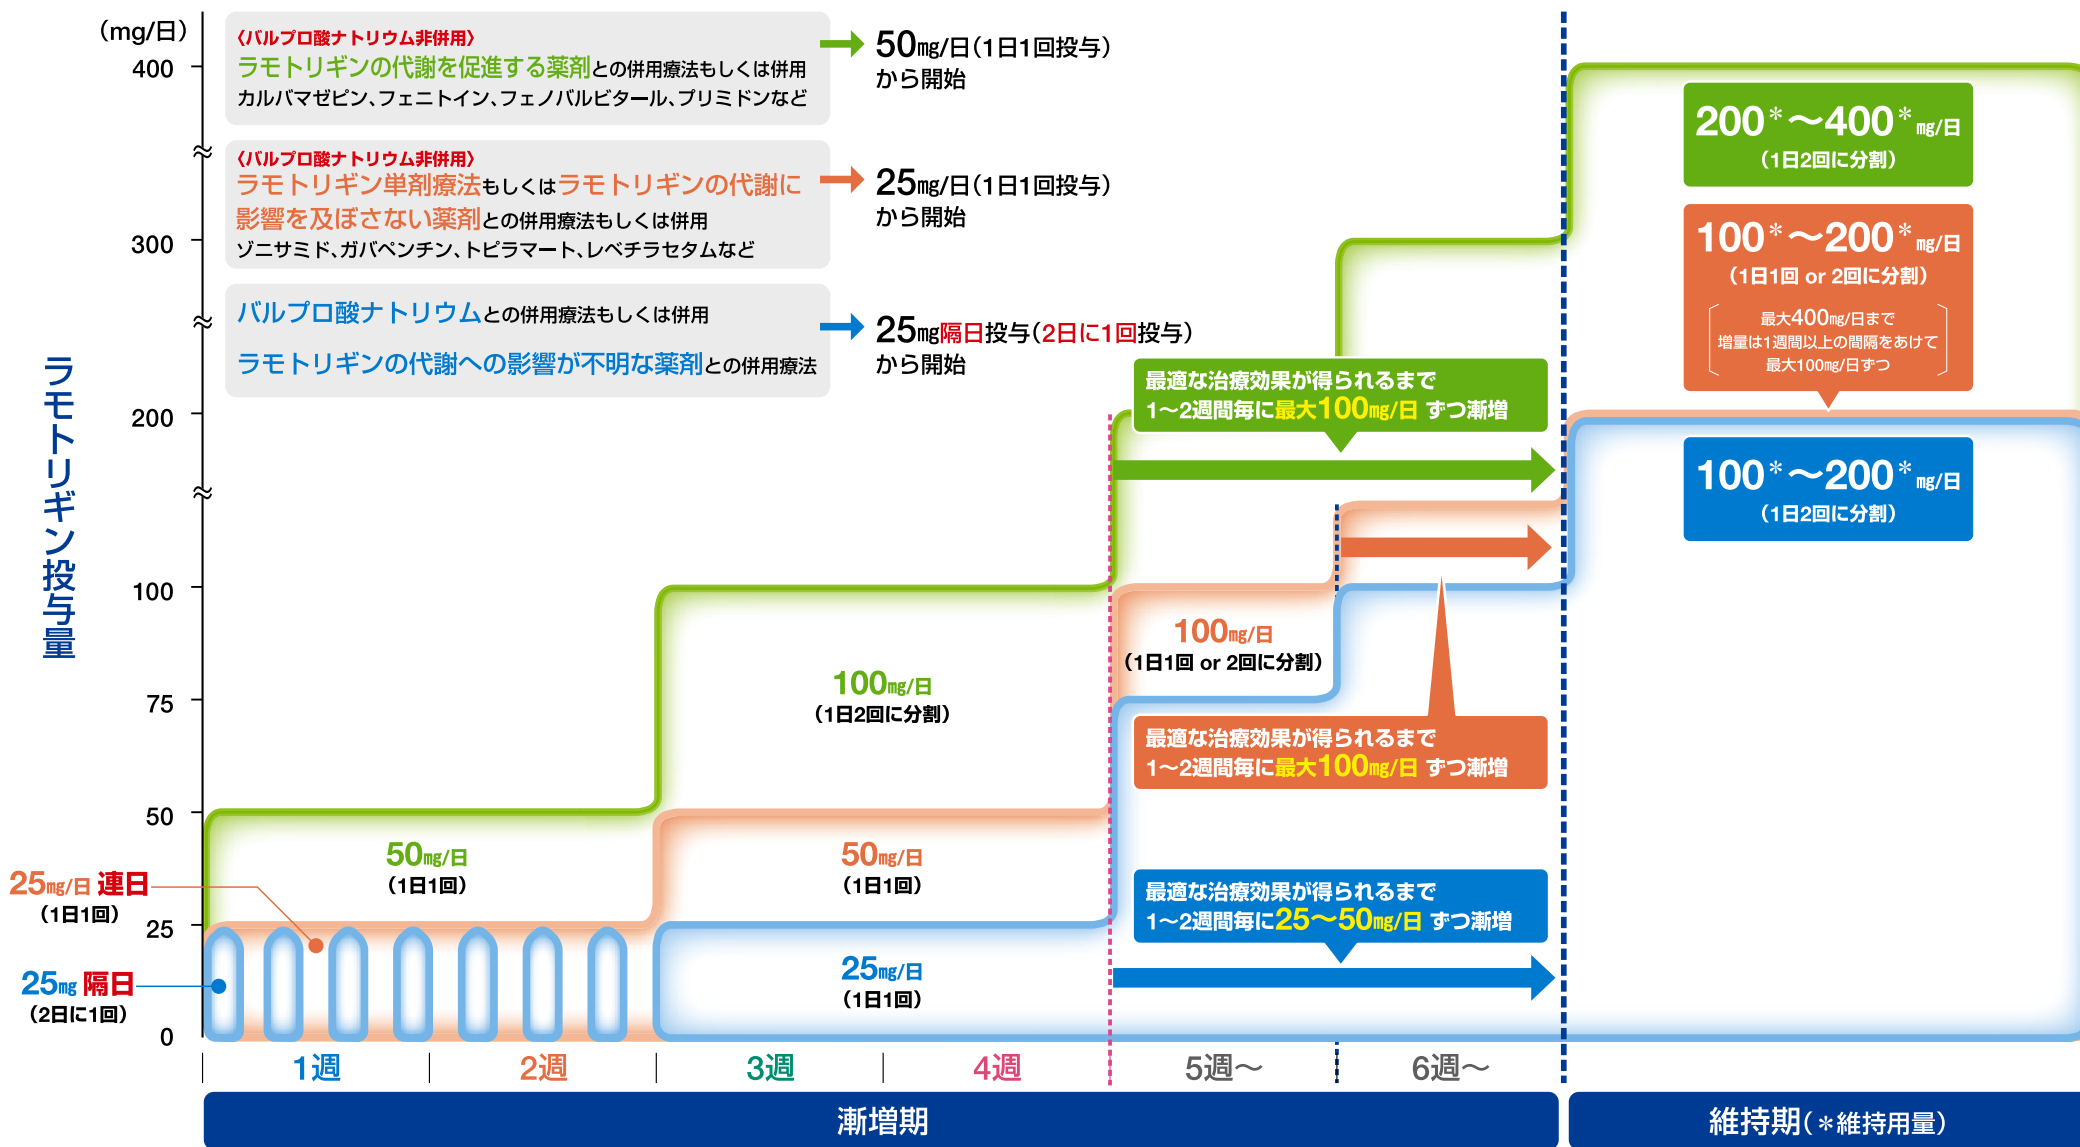 (mg/日)
400
300
200
100
75
50
25
0
ラモトリギン投与量
〈バルプロ酸ナトリウム非併用〉
ラモトリギンの代謝を促進する薬剤との併用療法もしくは併用
カルバマゼピン、フェニトイン、フェノバルビタール、プリミドンなど
50mg/日(1日1回投与)
から開始
〈バルプロ酸ナトリウム非併用〉
ラモトリギン単剤療法もしくはラモトリギンの代謝に
影響を及ぼさない薬剤との併用療法もしくは併用
ゾニサミド、ガバペンチン、トピラマート、レベチラセタムなど
25mg/日(1日1回投与)
から開始
バルプロ酸ナトリウムとの併用療法もしくは併用
ラモトリギンの代謝への影響が不明な薬剤との併用療法
25mg隔日投与(2日に1回投与)
から開始
25mg/日 連日
(1日1回)
25mg 隔日
(2日に1回)
50mg/日
(1日1回)
100mg/日
(1日2回に分割)
50mg/日
(1日1回)
25mg/日
(1日1回)
最適な治療効果が得られるまで
1〜2週間毎に最大100mg/日 ずつ漸増
100mg/日
(1日1回 or 2回に分割)
最適な治療効果が得られるまで
1〜2週間毎に最大100mg/日 ずつ漸増
最適な治療効果が得られるまで
1〜2週間毎に25〜50mg/日 ずつ漸増
200*〜400*mg/日
(1日2回に分割)
100*〜200*mg/日
(1日1回 or 2回に分割)
最大400mg/日まで
増量は1週間以上の間隔をあけて
最大100mg/日ずつ
100*〜200*mg/日
(1日2回に分割)
1週
2週
3週
4週
5週〜
6週〜
漸増期
維持期(*維持用量)